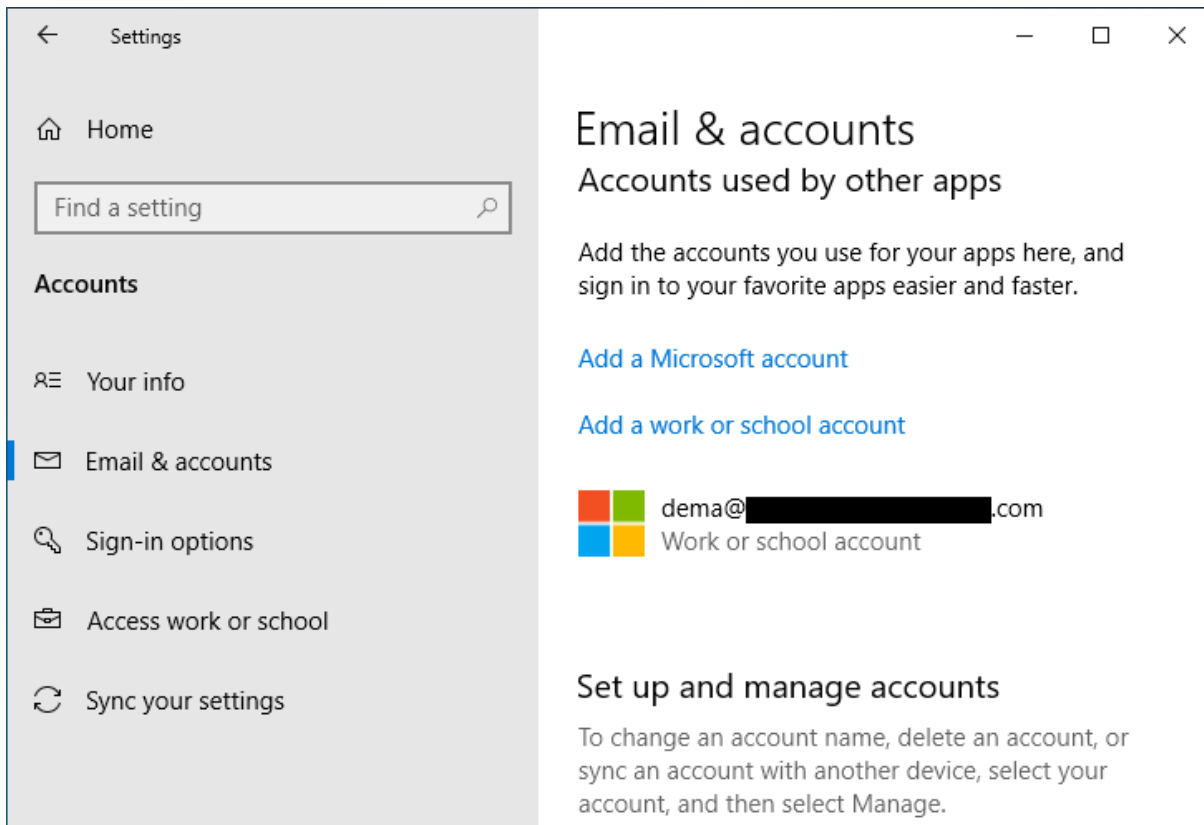 Settings
Home
Find a setting
Accounts
Your info
Email & accounts
Sign-in options
Access work or school
Sync your settings
Email & accounts
Accounts used by other apps
Add the accounts you use for your apps here, and
sign in to your favorite apps easier and faster.
Add a Microsoft account
Add a work or school account
dema@ .com
Work or school account
Set up and manage accounts
To change an account name, delete an account, or
sync an account with another device, select your
account, and then select Manage.